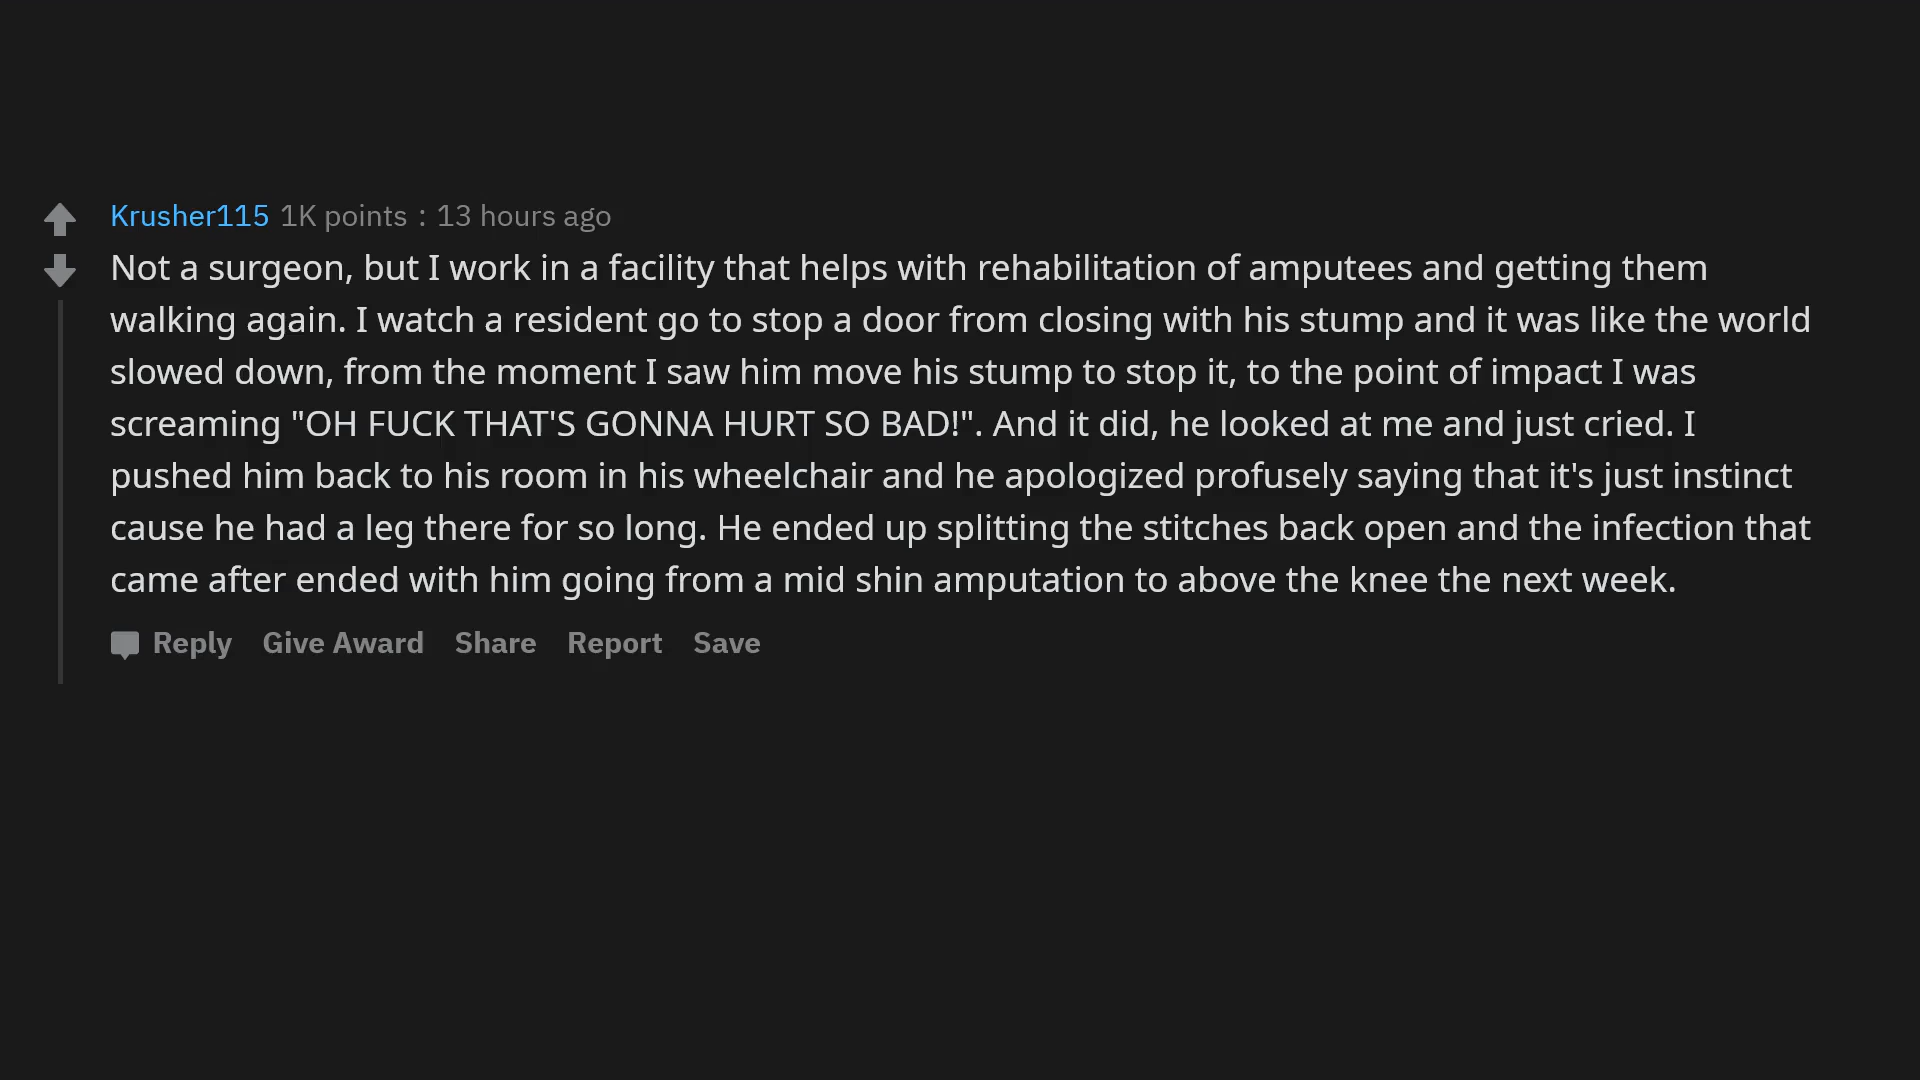 Krusher115 1K points : 13 hours ago
Not a surgeon, but I work in a facility that helps with rehabilitation of amputees and getting them
walking again. I watch a resident go to stop a door from closing with his stump and it was like the world
slowed down, from the moment I saw him move his stump to stop it, to the point of impact I was
screaming "OH FUCK THAT'S GONNA HURT SO BAD!". And it did, he looked at me and just cried. I
pushed him back to his room in his wheelchair and he apologized profusely saying that it's just instinct
cause he had a leg there for so long. He ended up splitting the stitches back open and the infection that
came after ended with him going from a mid shin amputation to above the knee the next week.
Reply Give Award Share Report Save